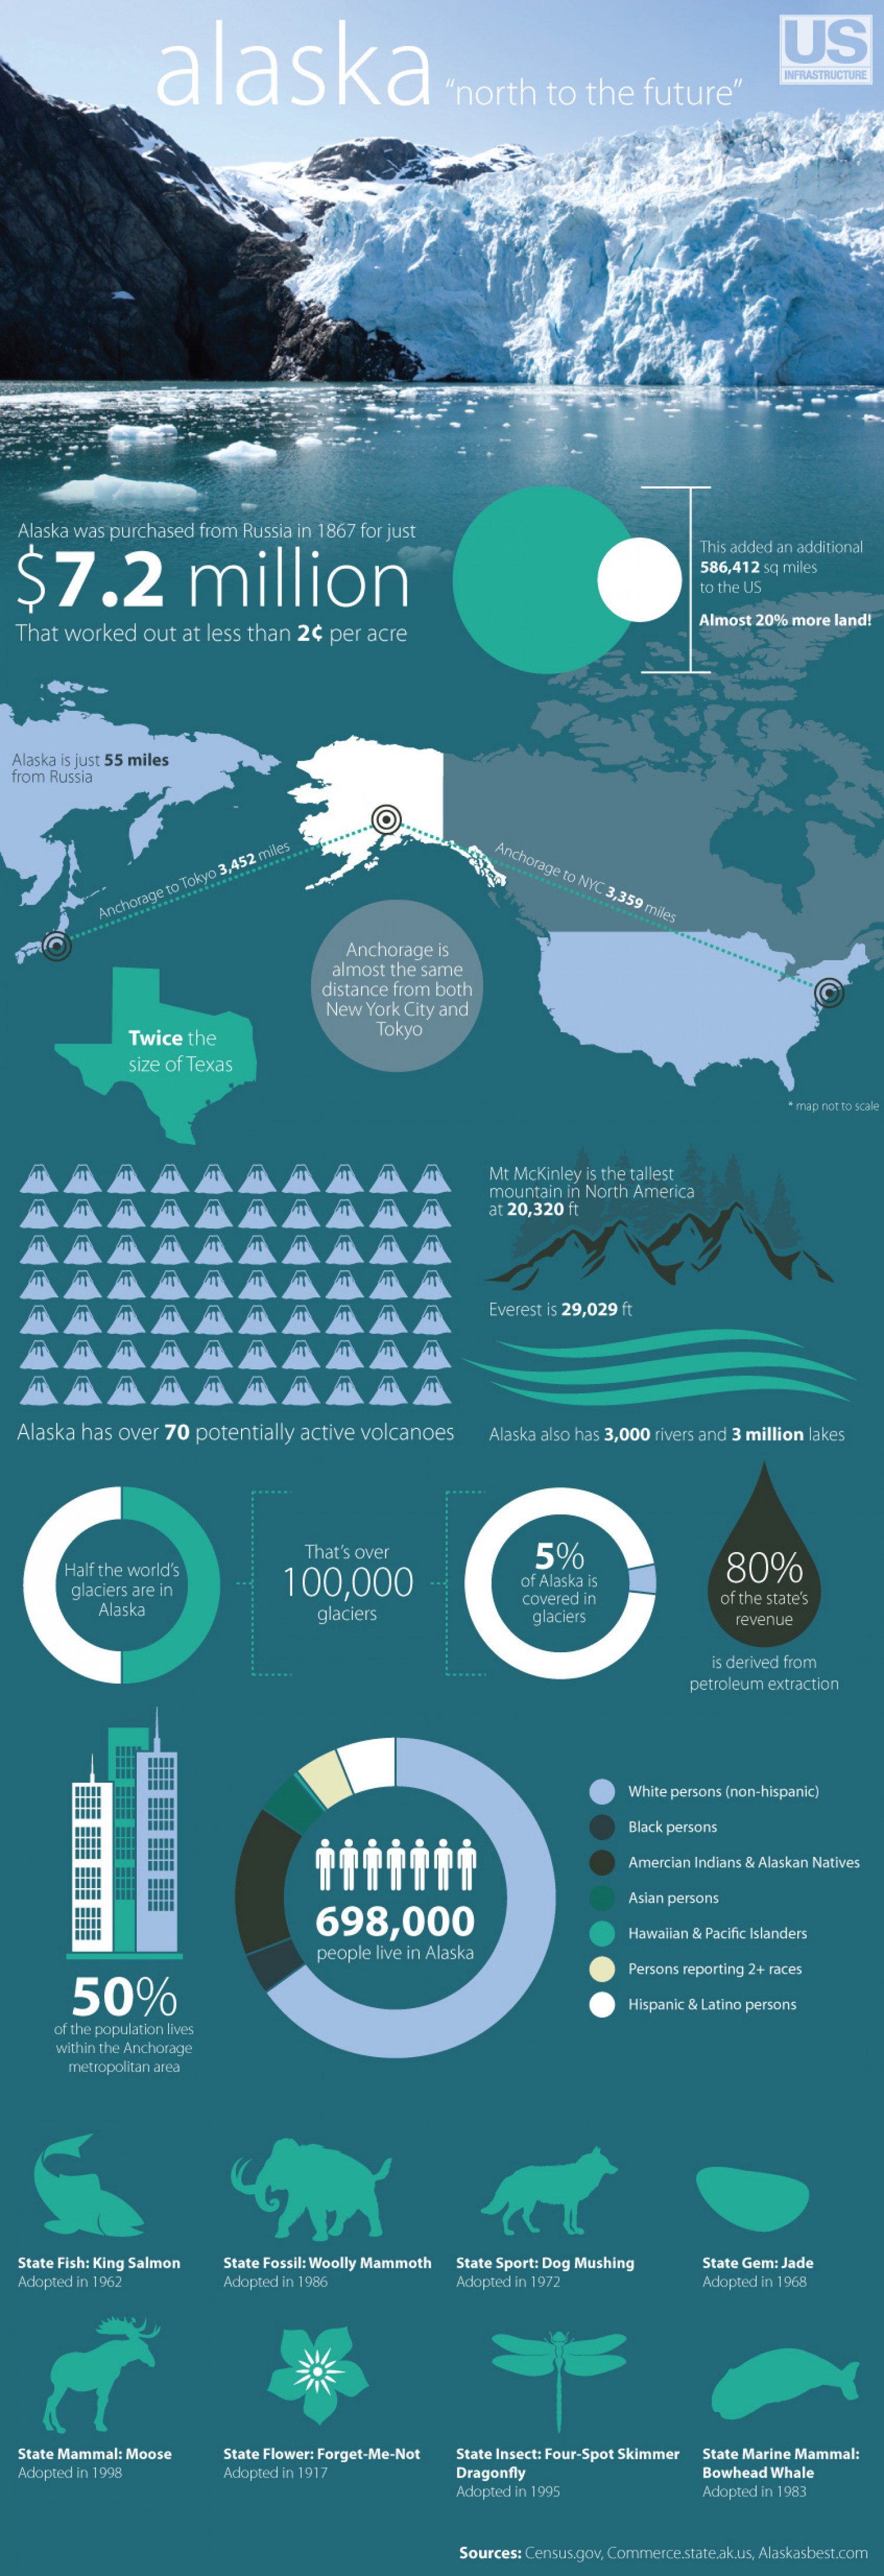 alaska "north to the future"
US
INFRASTRUCTURE
Alaska was purchased from Russia in 1867 for just
$7.2 million
That worked out at less than 2¢ per acre
This added an additional
586,412 sq miles
to the US
Almost 20% more land!
Alaska is just 55 miles
from Russia
Anchorage to Tokyo 3,452 miles
Anchorage to NYC 3,359 miles
Anchorage is
almost the same
distance from both
New York City and
Tokyo
Twice the
size of Texas
* map not to scale
Mt McKinley is the tallest
mountain in North America
at 20,320 ft
Everest is 29,029 ft
Alaska has over 70 potentially active volcanoes
Alaska also has 3,000 rivers and 3 million lakes
Half the world's
glaciers are in
Alaska
That's over
100,000
glaciers
5%
of Alaska is
covered in
glaciers
80%
of the state's
revenue
is derived from
petroleum extraction
50%
of the population lives
within the Anchorage
metropolitan area
698,000
people live in Alaska
White persons (non-hispanic)
Black persons
Amercian Indians & Alaskan Natives
Asian persons
Hawaiian & Pacific Islanders
Persons reporting 2+ races
Hispanic & Latino persons
State Fish: King Salmon
Adopted in 1962
State Fossil: Woolly Mammoth
Adopted in 1986
State Sport: Dog Mushing
Adopted in 1972
State Gem: Jade
Adopted in 1968
State Mammal: Moose
Adopted in 1998
State Flower: Forget-Me-Not
Adopted in 1917
State Insect: Four-Spot Skimmer
Dragonfly
Adopted in 1995
State Marine Mammal:
Bowhead Whale
Adopted in 1983
Sources: Census.gov, Commerce.state.ak.us, Alaskasbest.com